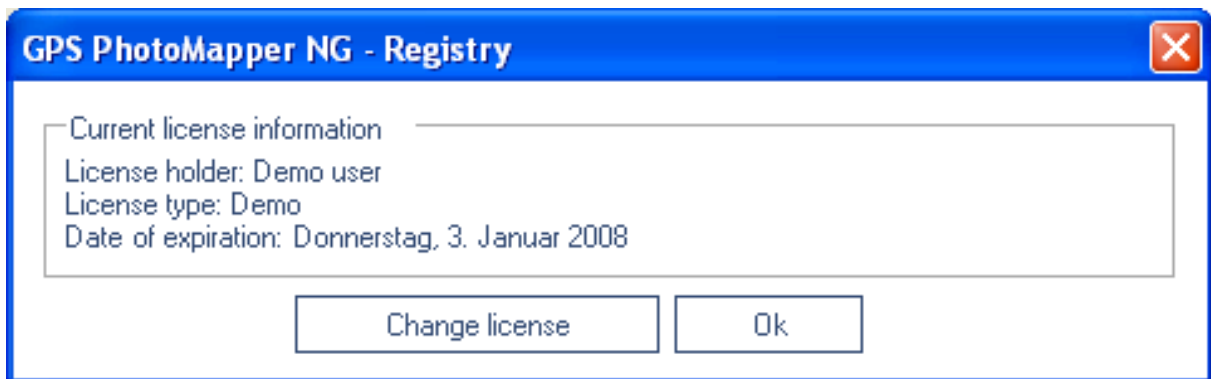 GPS PhotoMapper NG - Registry
Current license information
License holder: Demo user
License type: Demo
Date of expiration: Donnerstag, 3. Januar 2008
Change license
Ok